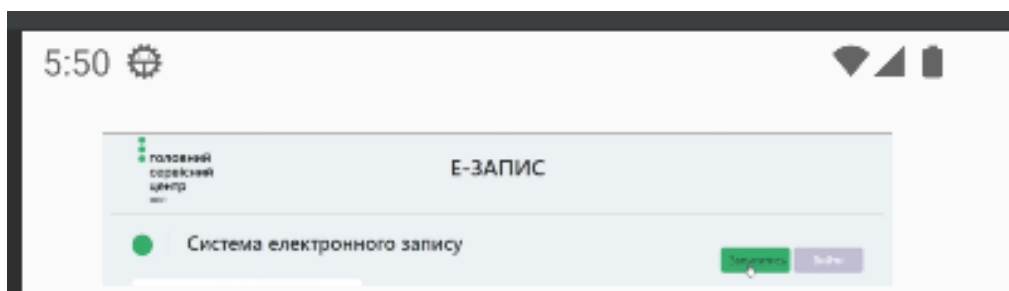 5:50
головний
сервісний
центр
Е-ЗАПИС
Система електронного запису